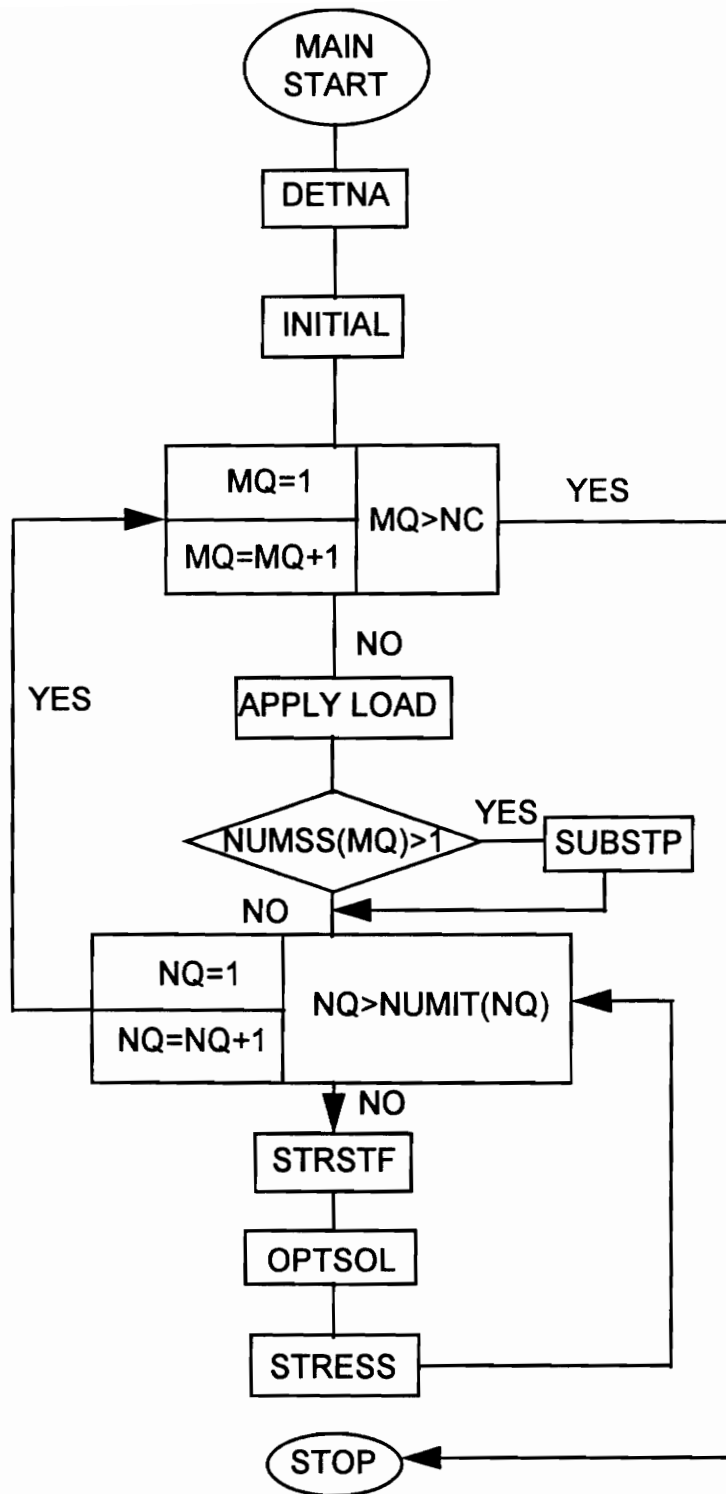 MAIN
START
DETNA
INITIAL
MQ=1
MQ=MQ+1
MQ>NC
YES
NO
APPLY LOAD
YES
NUMSS(MQ)>1
YES
SUBSTP
NO
NQ=1
NQ=NQ+1
NQ>NUMIT(NQ)
NO
STRSTF
OPTSOL
STRESS
STOP